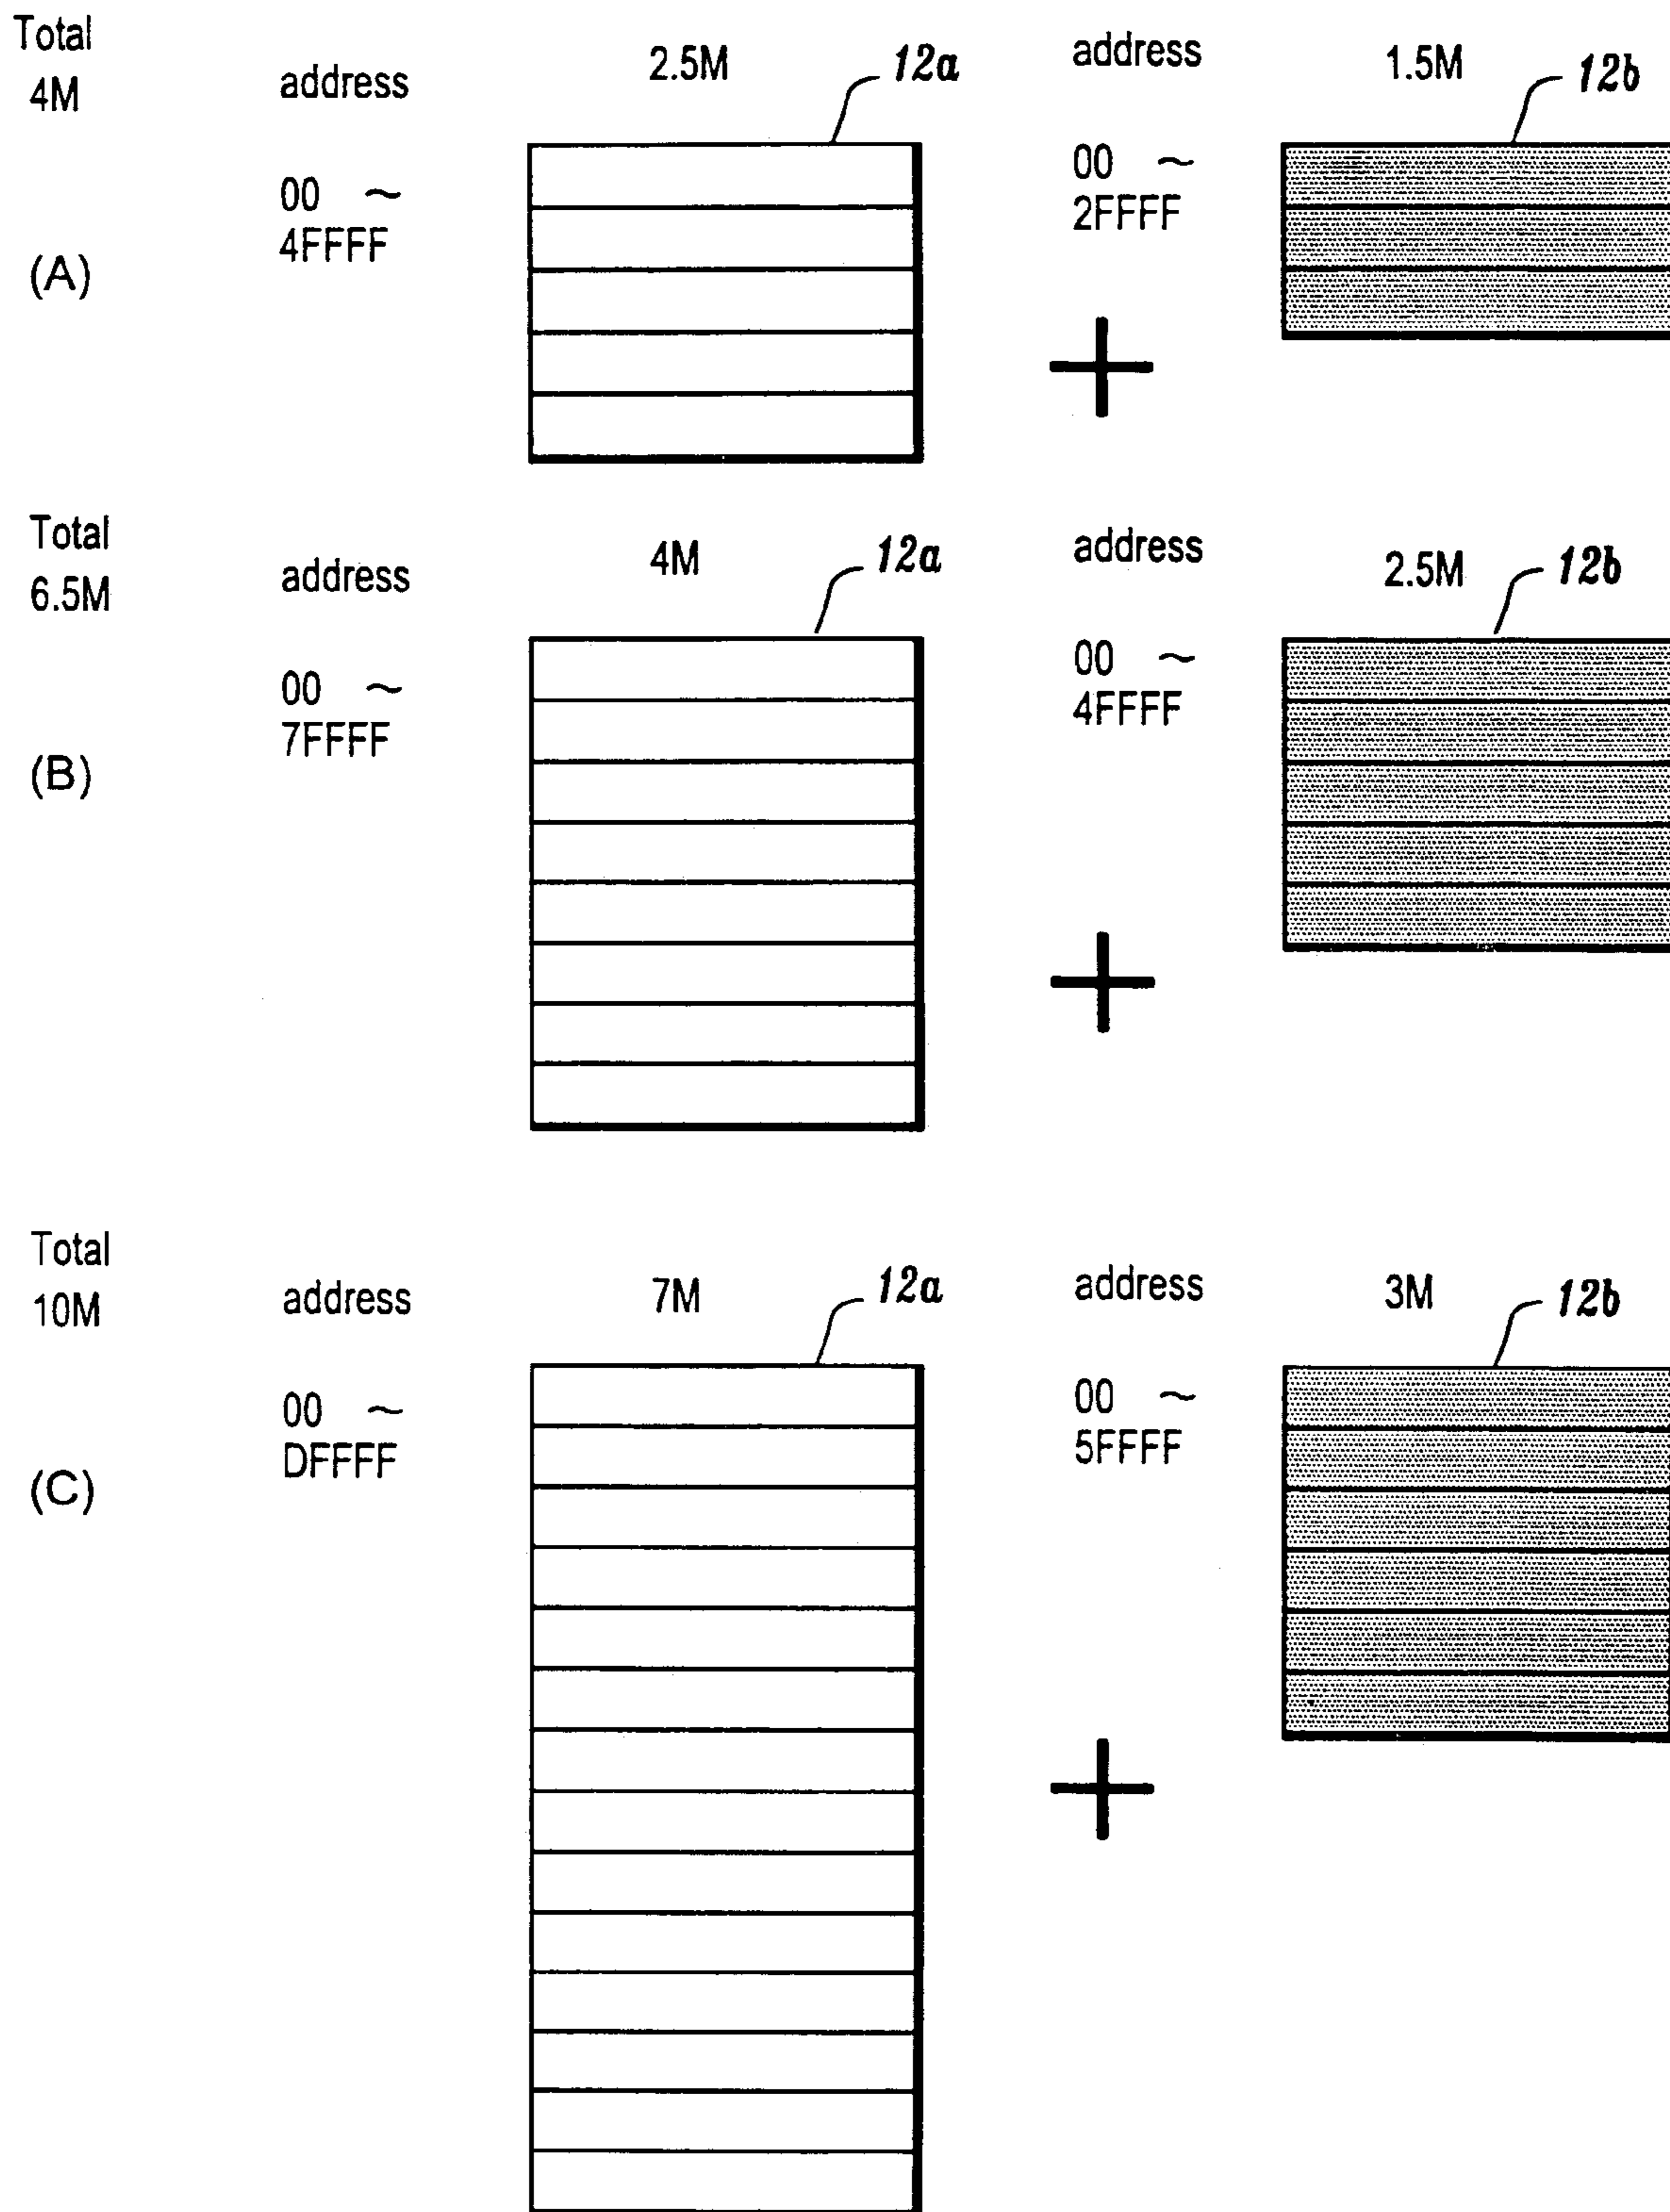 Total
4M
address
2.5M
12a
address
1.5M
12b
00 ~
4FFFF
00 ~
2FFFF
(A)
+
Total
6.5M
address
4M
12a
address
2.5M
12b
00 ~
7FFFF
00 ~
4FFFF
(B)
+
Total
10M
address
7M
12a
address
3M
12b
00 ~
DFFFF
00 ~
5FFFF
(C)
+